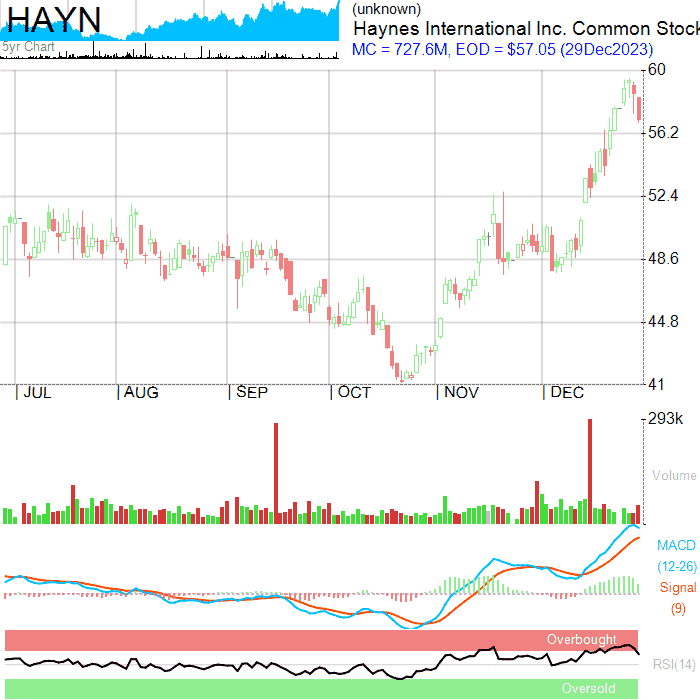 HAYN
5yr Chart
(unknown)
Haynes International Inc. Common Stock
MC = 727.6M, EOD = $57.05 (29Dec2023)
60
56.2
52.4
48.6
44.8
41
| JUL | AUG | SEP | OCT | NOV | DEC
293k
Volume
MACD
(12-26)
Signal
(9)
Overbought
RSI(14)
Oversold